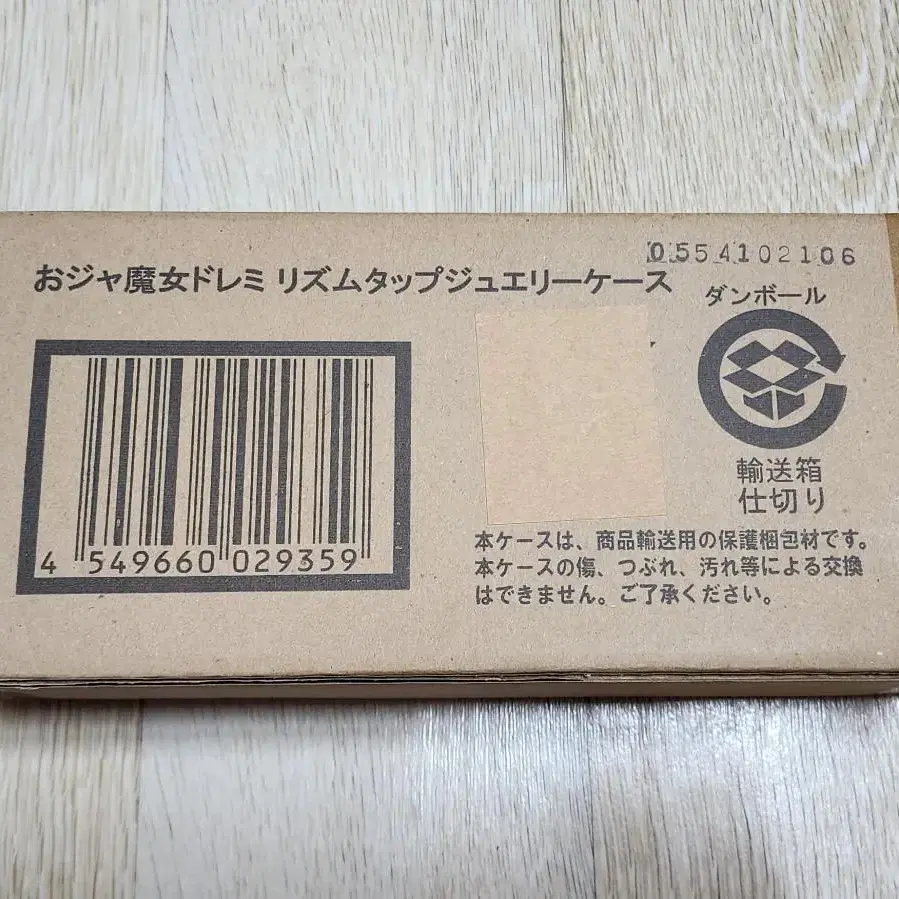 0554102106
おジャ魔女ドレミ リズムタップジュエリーケース
ダンボール
輸送箱
仕切り
4 549660 029359
本ケースは、商品輸送用の保護梱包材です。
本ケースの傷、つぶれ、汚れ等による交換
はできません。ご了承ください。